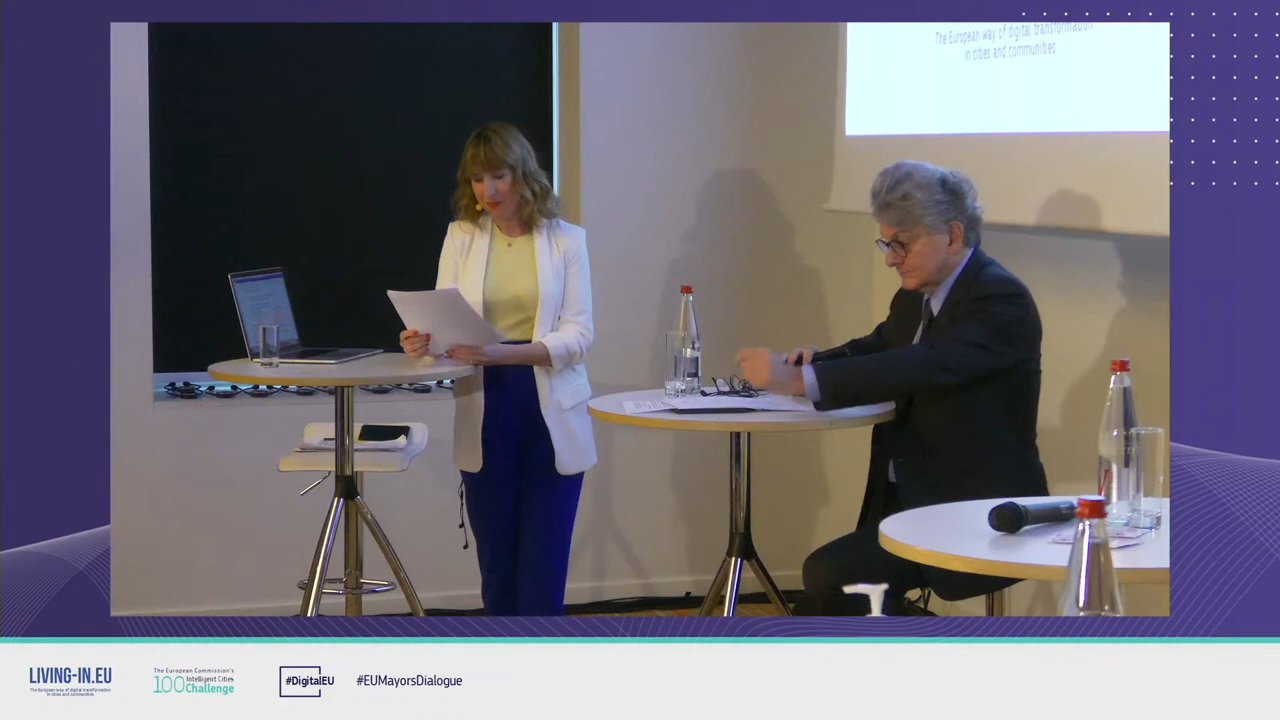 The European way of digital transformation
in cities and communities
LIVING-IN.EU
The European way of digital transformation
in cities and communities
The European Commission's
100 Intelligent Cities
Challenge
#DigitalEU
#EUMayorsDialogue